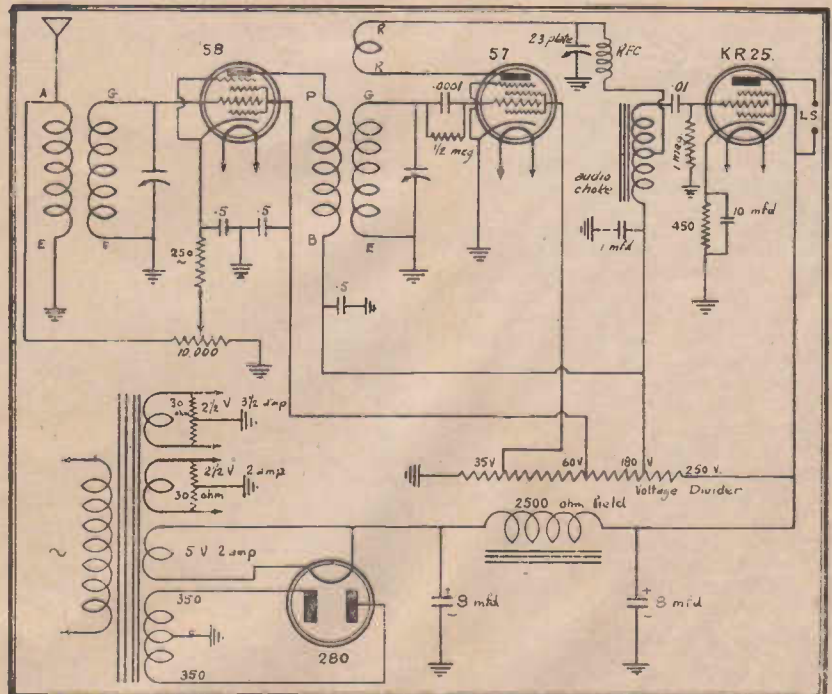 58
A
G
E
E
250
~
10,000
.5
.5
P
B
G
E
.5
R
R
.0001
1/2 meg
57
23 plate
RFC
audio choke
1 mfd
.01
1 meg
KR25.
LS
450
10 mfd
30 ohm
2 1/2 V
3 1/2 amp
2 1/2 V
2 amp
30 ohm
~
5 V 2 amp
350
350
280
35V
60V
180 V
250 V.
Voltage Divider
2500 ohm field
+
8 mfd
-
+
8 mfd
-